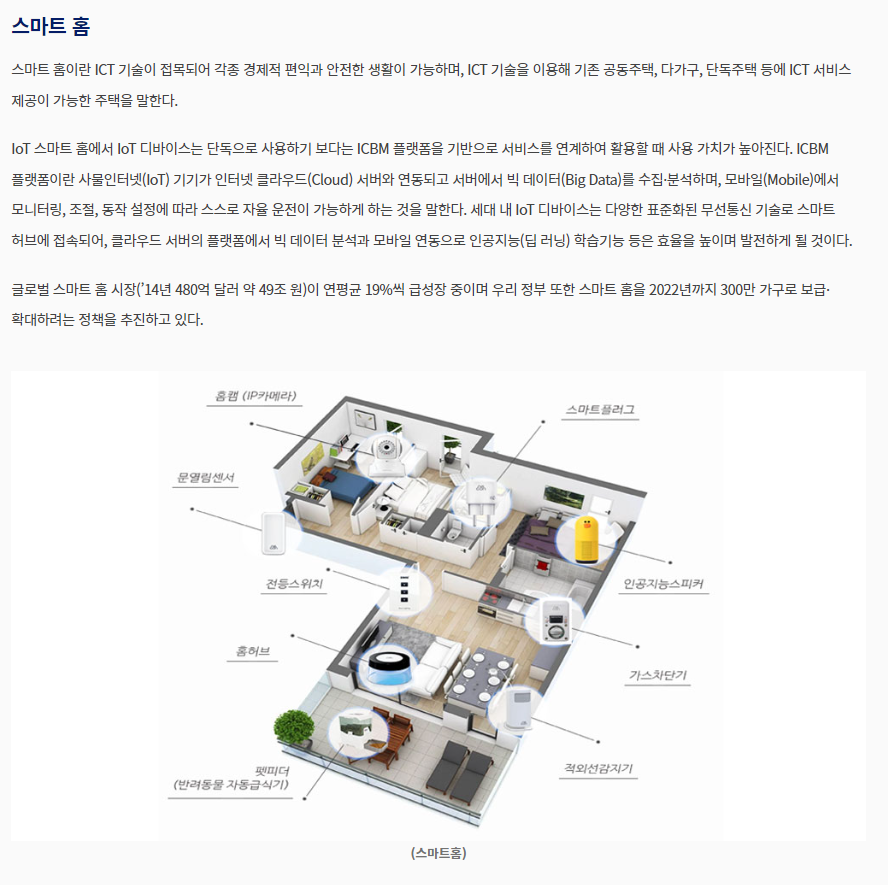 스마트 홈
스마트 홈이란 ICT 기술이 접목되어 각종 경제적 편익과 안전한 생활이 가능하며, ICT 기술을 이용해 기존 공동주택, 다가구, 단독주택 등에 ICT 서비스
제공이 가능한 주택을 말한다.
IoT 스마트 홈에서 IoT 디바이스는 단독으로 사용하기 보다는 ICBM 플랫폼을 기반으로 서비스를 연계하여 활용할 때 사용 가치가 높아진다. ICBM
플랫폼이란 사물인터넷(IoT) 기기가 인터넷 클라우드(Cloud) 서버와 연동되고 서버에서 빅 데이터(Big Data)를 수집·분석하며, 모바일(Mobile)에서
모니터링, 조절, 동작 설정에 따라 스스로 자율 운전이 가능하게 하는 것을 말한다. 세대 내 IoT 디바이스는 다양한 표준화된 무선통신 기술로 스마트
허브에 접속되어, 클라우드 서버의 플랫폼에서 빅 데이터 분석과 모바일 연동으로 인공지능(딥 러닝) 학습기능 등은 효율을 높이며 발전하게 될 것이다.
글로벌 스마트 홈 시장(’14년 480억 달러 약 49조 원)이 연평균 19%씩 급성장 중이며 우리 정부 또한 스마트 홈을 2022년까지 300만 가구로 보급·
확대하려는 정책을 추진하고 있다.
홈캠 (IP카메라)
스마트플러그
문열림센서
전등스위치
인공지능스피커
홈허브
가스차단기
적외선감지기
펫피더
(반려동물 자동급식기)
(스마트홈)